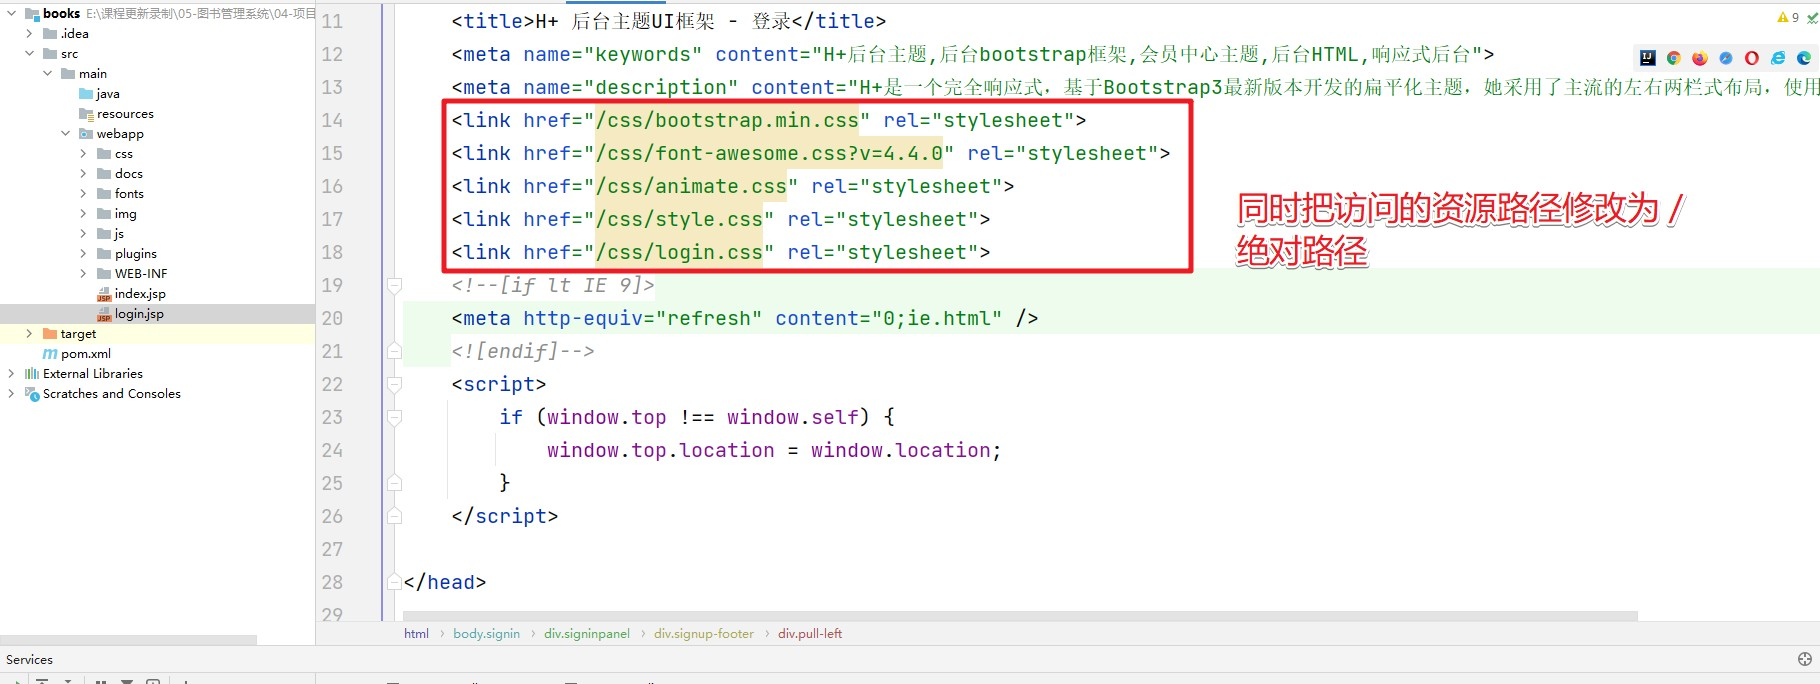 books E:\课程更新录制\05-图书管理系统\04-项目
.idea
src
main
java
resources
webapp
css
docs
fonts
img
js
plugins
WEB-INF
index.jsp
login.jsp
target
pom.xml
External Libraries
Scratches and Consoles
11 <title>H+ 后台主题UI框架 - 登录</title>
12 <meta name="keywords" content="H+后台主题,后台bootstrap框架,会员中心主题,后台HTML,响应式后台">
13 <meta name="description" content="H+是一个完全响应式，基于Bootstrap3最新版本开发的扁平化主题，她采用了主流的左右两栏式布局，使用
14 <link href="/css/bootstrap.min.css" rel="stylesheet">
15 <link href="/css/font-awesome.css?v=4.4.0" rel="stylesheet">
16 <link href="/css/animate.css" rel="stylesheet">
17 <link href="/css/style.css" rel="stylesheet">
18 <link href="/css/login.css" rel="stylesheet">
19 <!--[if lt IE 9]>
20 <meta http-equiv="refresh" content="0;ie.html" />
21 <![endif]-->
22 <script>
23 if (window.top !== window.self) {
24 window.top.location = window.location;
25 }
26 </script>
27
28 </head>
29
9
同时把访问的资源路径修改为 /
绝对路径
html › body.signin › div.signinpanel › div.signup-footer › div.pull-left
Services